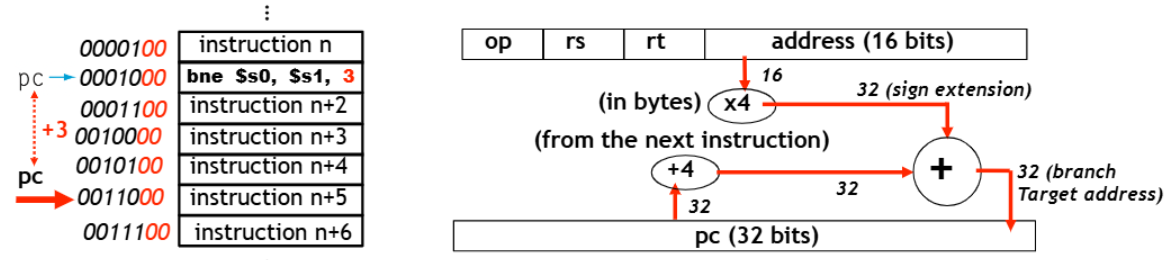 ⋮
0000100 instruction n
pc 0001000 bne $s0, $s1, 3
0001100 instruction n+2
+3 0010000 instruction n+3
0010100 instruction n+4
pc
0011000 instruction n+5
0011100 instruction n+6
op rs rt address (16 bits)
16
(in bytes) x4 32 (sign extension)
(from the next instruction)
+4 + 32 (branch
32 Target address)
32
pc (32 bits)